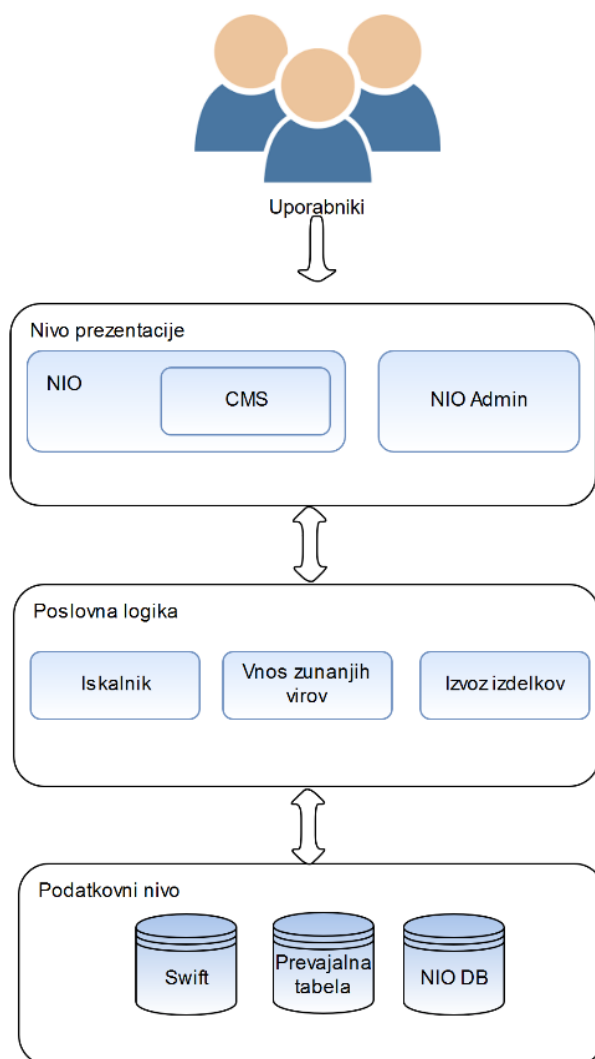 Uporabniki
Nivo prezentacije
NIO
CMS
NIO Admin
Poslovna logika
Iskalnik
Vnos zunanjih
virov
Izvoz izdelkov
Podatkovni nivo
Swift
Prevajalna
tabela
NIO DB